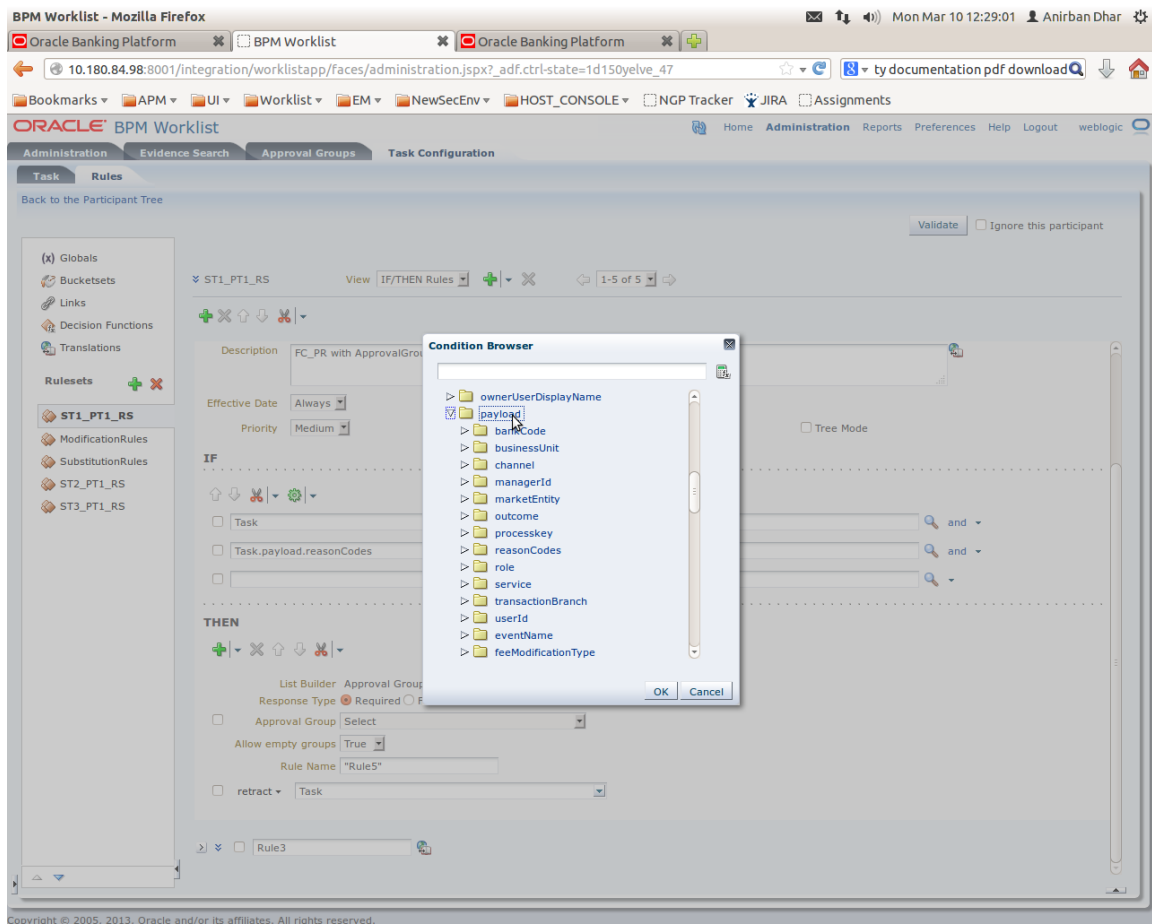 BPM Worklist - Mozilla Firefox
Mon Mar 10 12:29:01 Anirban Dhar
Oracle Banking Platform BPM Worklist Oracle Banking Platform
10.180.84.98:8001/integration/worklistapp/faces/administration.jspx?_adf.ctrl-state=1d150yelve_47
ty documentation pdf download
Bookmarks APM UI Worklist EM NewSecEnv HOST_CONSOLE NGP Tracker JIRA Assignments
ORACLE BPM Worklist
Home Administration Reports Preferences Help Logout weblogic
Administration Evidence Search Approval Groups Task Configuration
Task Rules
Back to the Participant Tree
Validate Ignore this participant
(x) Globals
Bucketsets
Links
Decision Functions
Translations
Rulesets
ST1_PT1_RS
ModificationRules
SubstitutionRules
ST2_PT1_RS
ST3_PT1_RS
ST1_PT1_RS View IF/THEN Rules 1-5 of 5
Description FC_PR with ApprovalGrou
Effective Date Always
Priority Medium
Tree Mode
IF
Task and
Task.payload.reasonCodes and
THEN
List Builder Approval Group
Response Type Required
Approval Group Select
Allow empty groups True
Rule Name "Rule5"
retract Task
Rule3
Condition Browser
ownerUserDisplayName
payload
bankCode
businessUnit
channel
managerId
marketEntity
outcome
processkey
reasonCodes
role
service
transactionBranch
userId
eventName
feeModificationType
OK Cancel
Copyright © 2005, 2013, Oracle and/or its affiliates. All rights reserved.